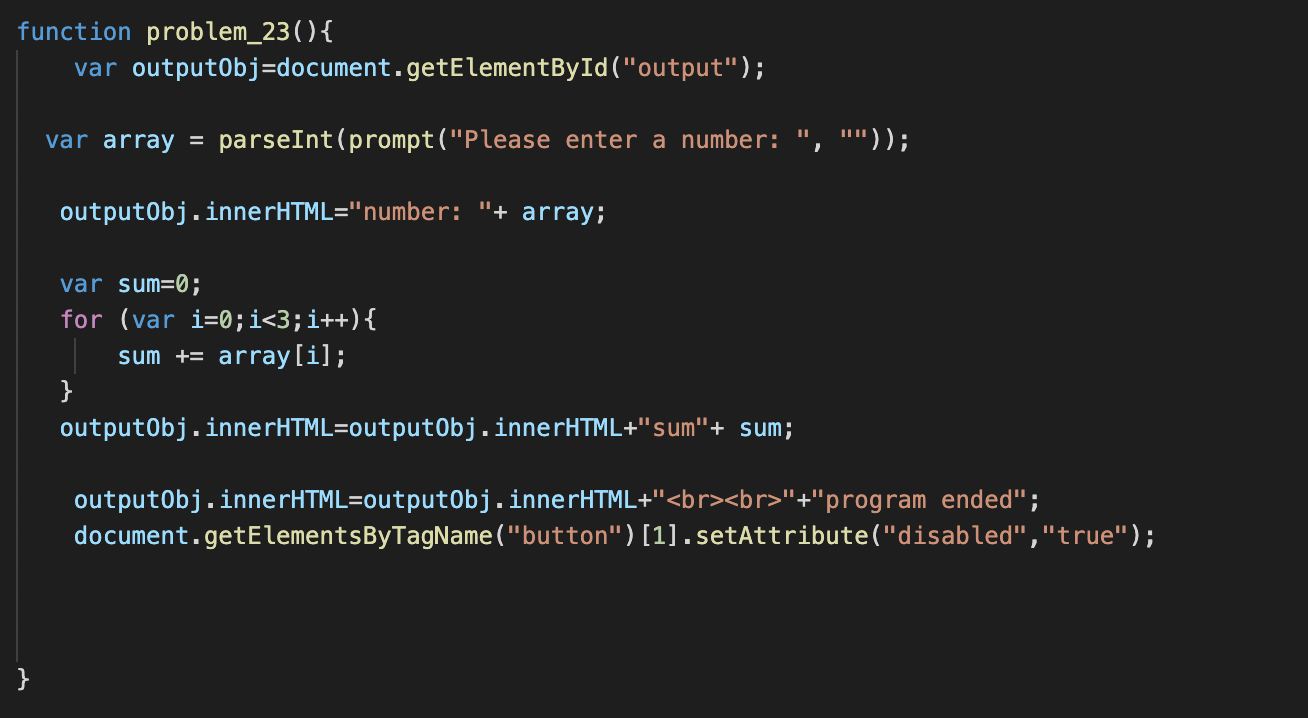 function problem_23(){
    var outputObj=document.getElementById("output");
  var array = parseInt(prompt("Please enter a number: ", ""));
   outputObj.innerHTML="number: "+ array;
   var sum=0;
   for (var i=0;i<3;i++){
       sum += array[i];
   }
   outputObj.innerHTML=outputObj.innerHTML+"sum"+ sum;
    outputObj.innerHTML=outputObj.innerHTML+"<br><br>"+"program ended";
    document.getElementsByTagName("button")[1].setAttribute("disabled","true");
}